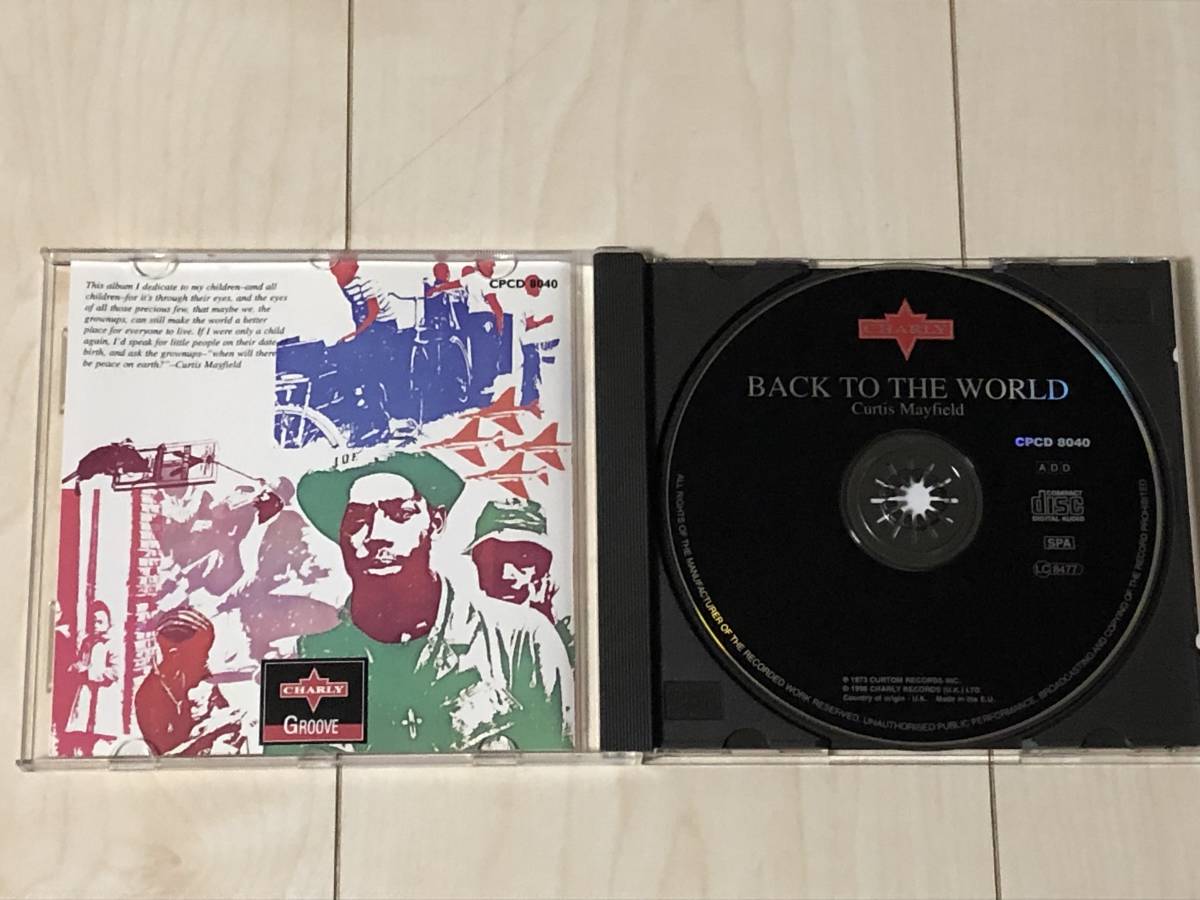 This album I dedicate to my children–amd all
children–for it's through their eyes, and the eyes
of all those precious few, that maybe we, the
grownups, can still make the world a better
place for everyone to live. If I were only a child
again, I'd speak for little people on their date
birth, and ask the grownups–"when will there
be peace on earth?"–Curtis Mayfield
CPCD 8040
JOE
CHARLY
GROOVE
CHARLY
BACK TO THE WORLD
Curtis Mayfield
CPCD 8040
ADD
COMPACT
disc
DIGITAL AUDIO
SPA
LC 8477
℗ 1973 CURTOM RECORDS INC.
© 1998 CHARLY RECORDS (U.K.) LTD.
Country of origin - U.K. Made in the E.U.
ALL RIGHTS OF THE MANUFACTURER OF THE RECORDED WORK RESERVED. UNAUTHORISED PUBLIC PERFORMANCE, BROADCASTING AND COPYING OF THE RECORD PROHIBITED